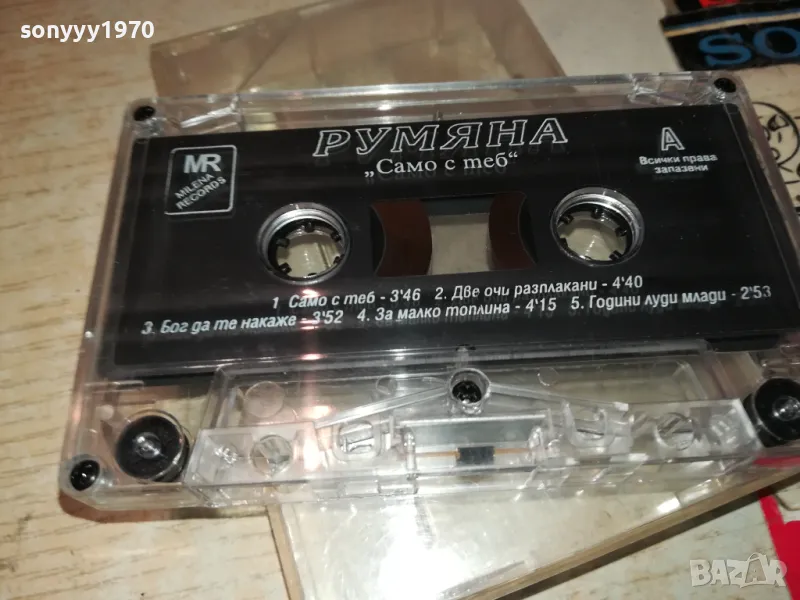 sonyyy1970
SO
MR
MILENA
RECORDS
РУМЯНА
„Само с теб“
A
Всички права
запазени
1 Само с теб - 3'46 2. Две очи разплакани - 4'40
3. Бог да те накаже - 3'52 4. За малко топлина - 4'15 5. Години луди млади - 2'53
BAZAR